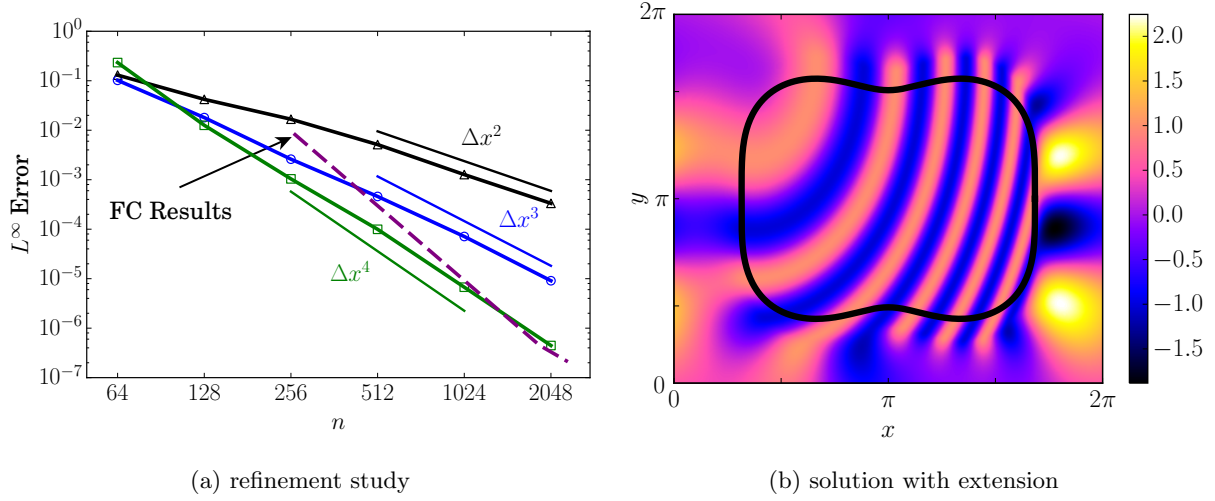 10^0
10^−1
10^−2
10^−3
10^−4
10^−5
10^−6
10^−7
L^∞ Error
64 128 256 512 1024 2048
n
FC Results
Δx^2
Δx^3
Δx^4
(a) refinement study
2π
π
0
y
0 π 2π
x
2.0
1.5
1.0
0.5
0.0
−0.5
−1.0
−1.5
(b) solution with extension